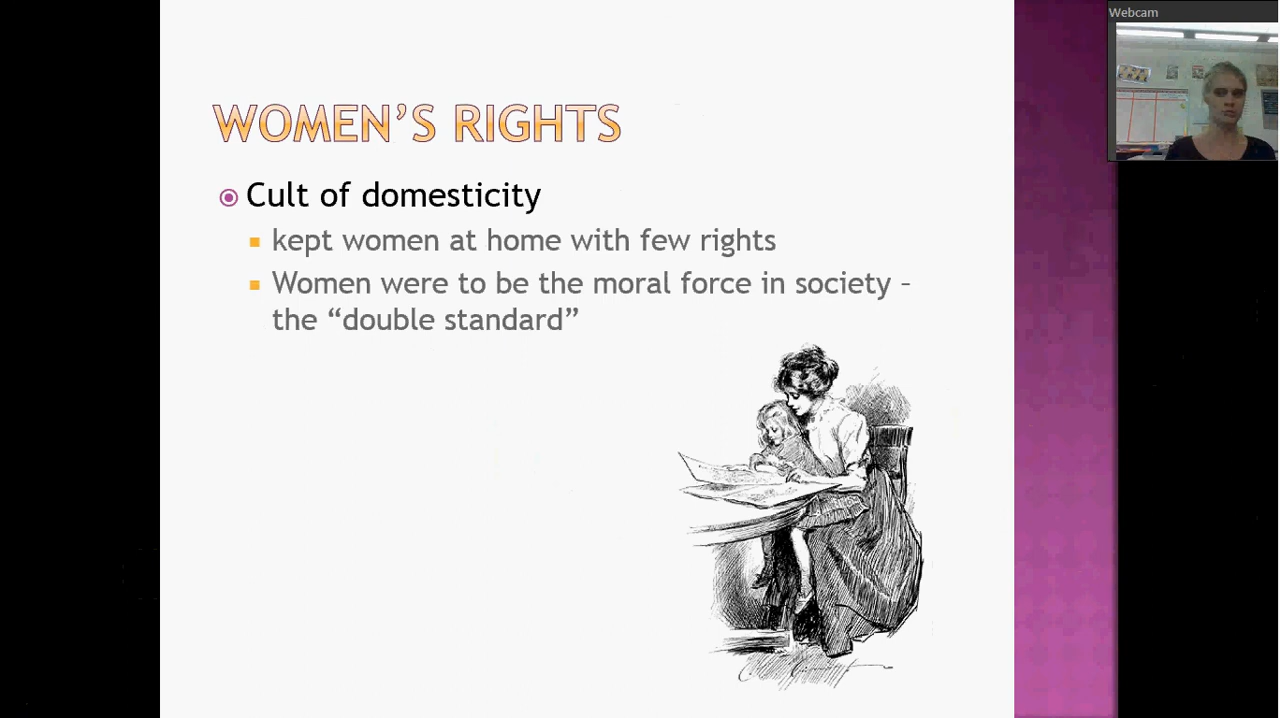 Webcam
WOMEN’S RIGHTS
Cult of domesticity
kept women at home with few rights
Women were to be the moral force in society –
the “double standard”